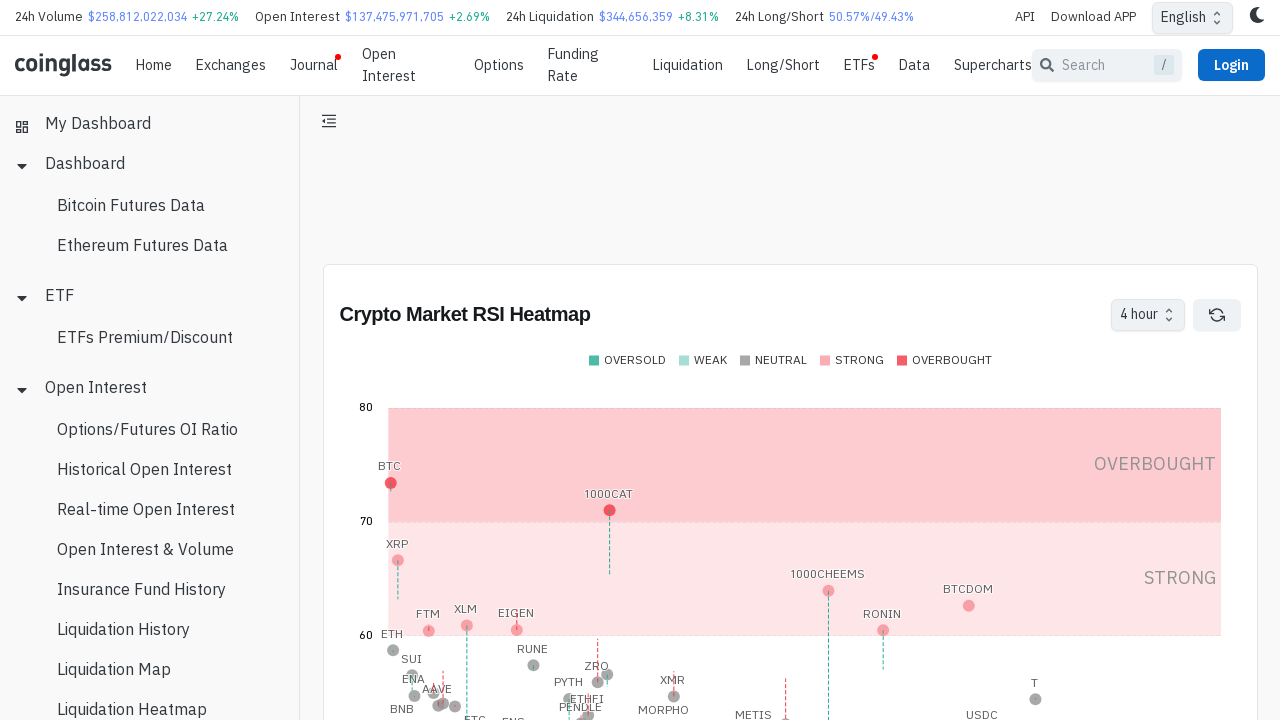 24h Volume $258,812,022,034 +27.24% Open Interest $137,475,971,705 +2.69% 24h Liquidation $344,656,359 +8.31% 24h Long/Short 50.57%/49.43% API Download APP English
coinglass Home Exchanges Journal Open Interest Options Funding Rate Liquidation Long/Short ETFs Data Supercharts Search / Login
My Dashboard
Dashboard
Bitcoin Futures Data
Ethereum Futures Data
ETF
ETFs Premium/Discount
Open Interest
Options/Futures OI Ratio
Historical Open Interest
Real-time Open Interest
Open Interest & Volume
Insurance Fund History
Liquidation History
Liquidation Map
Liquidation Heatmap
Crypto Market RSI Heatmap 4 hour
OVERSOLD WEAK NEUTRAL STRONG OVERBOUGHT
80
BTC OVERBOUGHT
1000CAT
70
XRP
1000CHEEMS STRONG
BTCDOM
FTM XLM EIGEN RONIN
60
ETH
RUNE
SUI
ZRO
ENA PYTH XMR T
AAVE
ETHFI
BNB PENDLE MORPHO
METIS USDC
ETC ENS